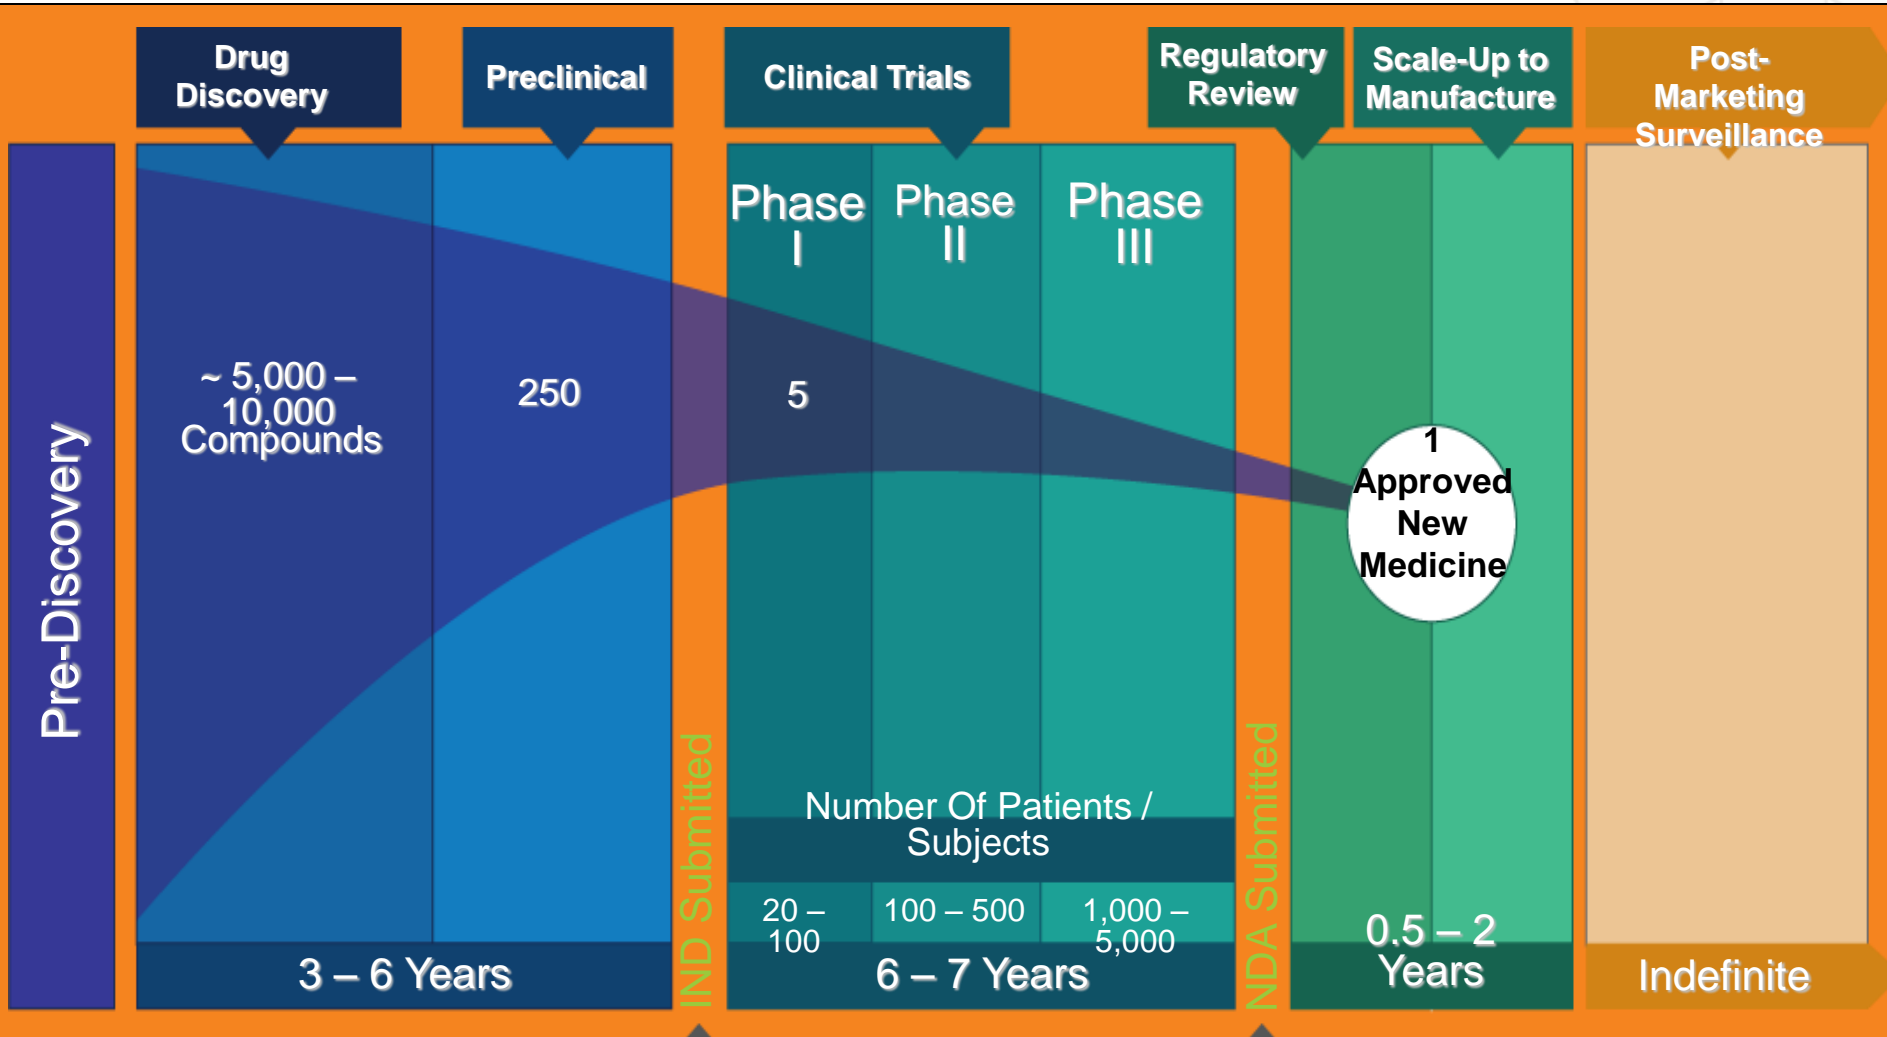 Drug
Discovery
Preclinical
Clinical Trials
Regulatory
Review
Scale-Up to
Manufacture
Post-
Marketing
Surveillance
Pre-Discovery
~ 5,000 –
10,000
Compounds
250
Phase
I
Phase
II
Phase
III
5
1
Approved
New
Medicine
IND Submitted
Number Of Patients /
Subjects
20 –
100
100 – 500
1,000 –
5,000
NDA Submitted
3 – 6 Years
6 – 7 Years
0.5 – 2
Years
Indefinite